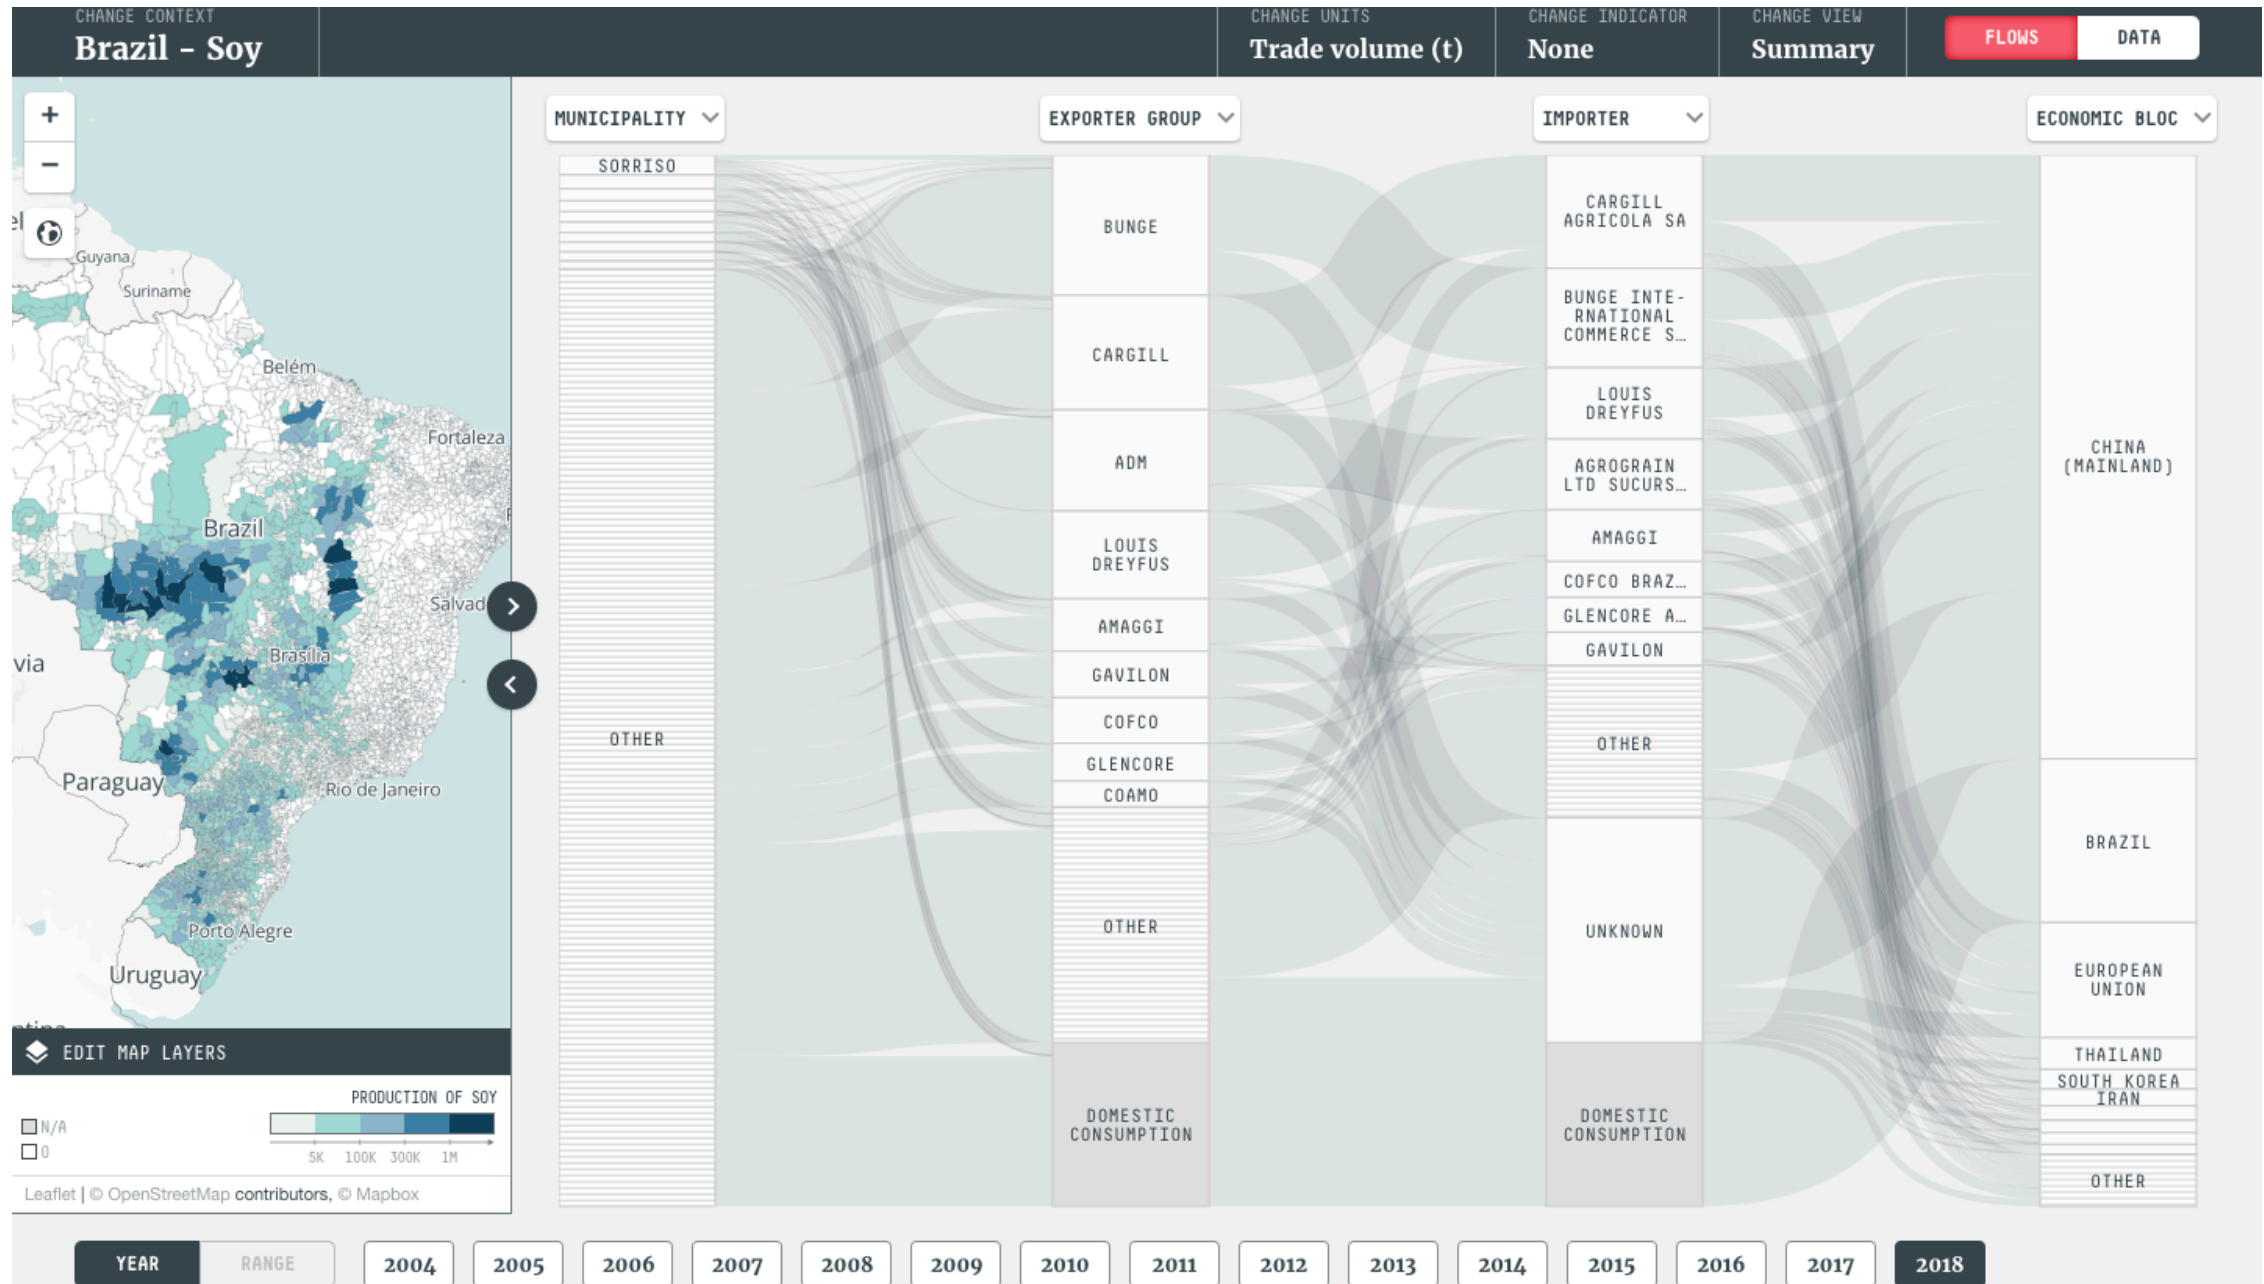 CHANGE CONTEXT
Brazil - Soy
CHANGE UNITS
Trade volume (t)
CHANGE INDICATOR
None
CHANGE VIEW
Summary
FLOWS
DATA
+
−
Guyana
Suriname
Belém
Fortaleza
Brazil
Salvad
Brasília
via
Paraguay
Rio de Janeiro
Porto Alegre
Uruguay
EDIT MAP LAYERS
PRODUCTION OF SOY
N/A
0
5K 100K 300K 1M
Leaflet | © OpenStreetMap contributors, © Mapbox
MUNICIPALITY
SORRISO
OTHER
EXPORTER GROUP
BUNGE
CARGILL
ADM
LOUIS
DREYFUS
AMAGGI
GAVILON
COFCO
GLENCORE
COAMO
OTHER
DOMESTIC
CONSUMPTION
IMPORTER
CARGILL
AGRICOLA SA
BUNGE INTE-
RNATIONAL
COMMERCE S…
LOUIS
DREYFUS
AGROGRAIN
LTD SUCURS…
AMAGGI
COFCO BRAZ…
GLENCORE A…
GAVILON
OTHER
UNKNOWN
DOMESTIC
CONSUMPTION
ECONOMIC BLOC
CHINA
(MAINLAND)
BRAZIL
EUROPEAN
UNION
THAILAND
SOUTH KOREA
IRAN
OTHER
YEAR
RANGE
2004 2005 2006 2007 2008 2009 2010 2011 2012 2013 2014 2015 2016 2017 2018